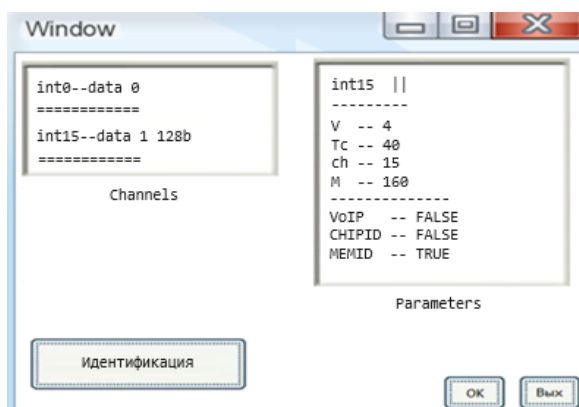 Window
int0--data 0
============
int15--data 1 128b
============
Channels
int15 ||
---------
V -- 4
Tc -- 40
ch -- 15
M -- 160
--------------
VoIP -- FALSE
CHIPID -- FALSE
MEMID -- TRUE
Parameters
Идентификация
ОК
Вых